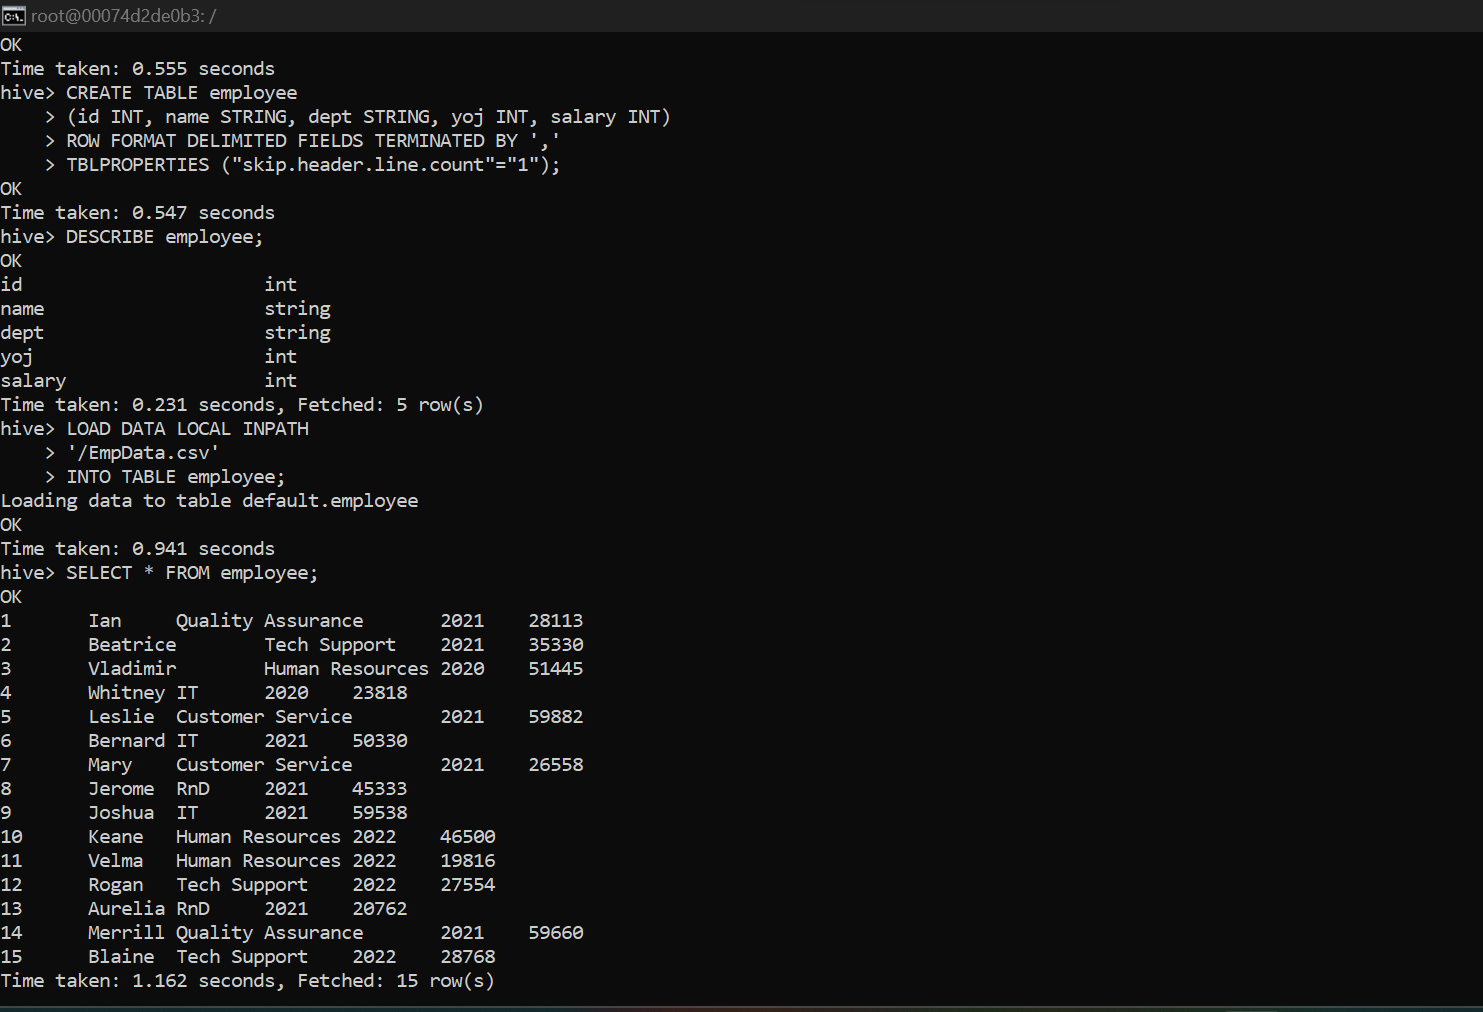 root@00074d2de0b3: /
OK
Time taken: 0.555 seconds
hive> CREATE TABLE employee
    > (id INT, name STRING, dept STRING, yoj INT, salary INT)
    > ROW FORMAT DELIMITED FIELDS TERMINATED BY ','
    > TBLPROPERTIES ("skip.header.line.count"="1");
OK
Time taken: 0.547 seconds
hive> DESCRIBE employee;
OK
id                      int
name                    string
dept                    string
yoj                     int
salary                  int
Time taken: 0.231 seconds, Fetched: 5 row(s)
hive> LOAD DATA LOCAL INPATH
    > '/EmpData.csv'
    > INTO TABLE employee;
Loading data to table default.employee
OK
Time taken: 0.941 seconds
hive> SELECT * FROM employee;
OK
1       Ian     Quality Assurance       2021    28113
2       Beatrice        Tech Support    2021    35330
3       Vladimir        Human Resources 2020    51445
4       Whitney IT      2020    23818
5       Leslie  Customer Service        2021    59882
6       Bernard IT      2021    50330
7       Mary    Customer Service        2021    26558
8       Jerome  RnD     2021    45333
9       Joshua  IT      2021    59538
10      Keane   Human Resources 2022    46500
11      Velma   Human Resources 2022    19816
12      Rogan   Tech Support    2022    27554
13      Aurelia RnD     2021    20762
14      Merrill Quality Assurance       2021    59660
15      Blaine  Tech Support    2022    28768
Time taken: 1.162 seconds, Fetched: 15 row(s)